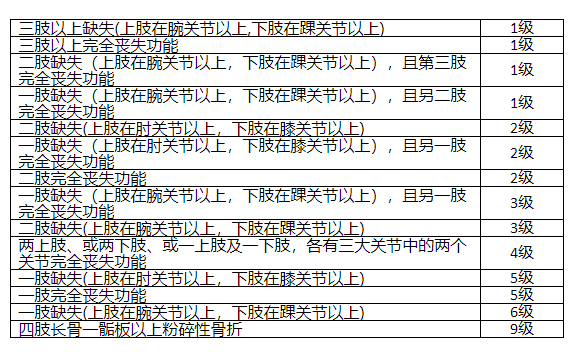 三肢以上缺失(上肢在腕关节以上,下肢在踝关节以上) 1级
三肢以上完全丧失功能 1级
二肢缺失（上肢在腕关节以上，下肢在踝关节以上），且第三肢
完全丧失功能 1级
一肢缺失（上肢在腕关节以上，下肢在踝关节以上），且另二肢
完全丧失功能 1级
二肢缺失(上肢在肘关节以上，下肢在膝关节以上) 2级
一肢缺失（上肢在肘关节以上，下肢在膝关节以上），且另一肢
完全丧失功能 2级
二肢完全丧失功能 2级
一肢缺失（上肢在腕关节以上，下肢在踝关节以上），且另一肢
完全丧失功能 3级
二肢缺失(上肢在腕关节以上，下肢在踝关节以上) 3级
两上肢、或两下肢、或一上肢及一下肢，各有三大关节中的两个
关节完全丧失功能 4级
一肢缺失(上肢在肘关节以上，下肢在膝关节以上) 5级
一肢完全丧失功能 5级
一肢缺失(上肢在腕关节以上，下肢在踝关节以上) 6级
四肢长骨一骺板以上粉碎性骨折 9级